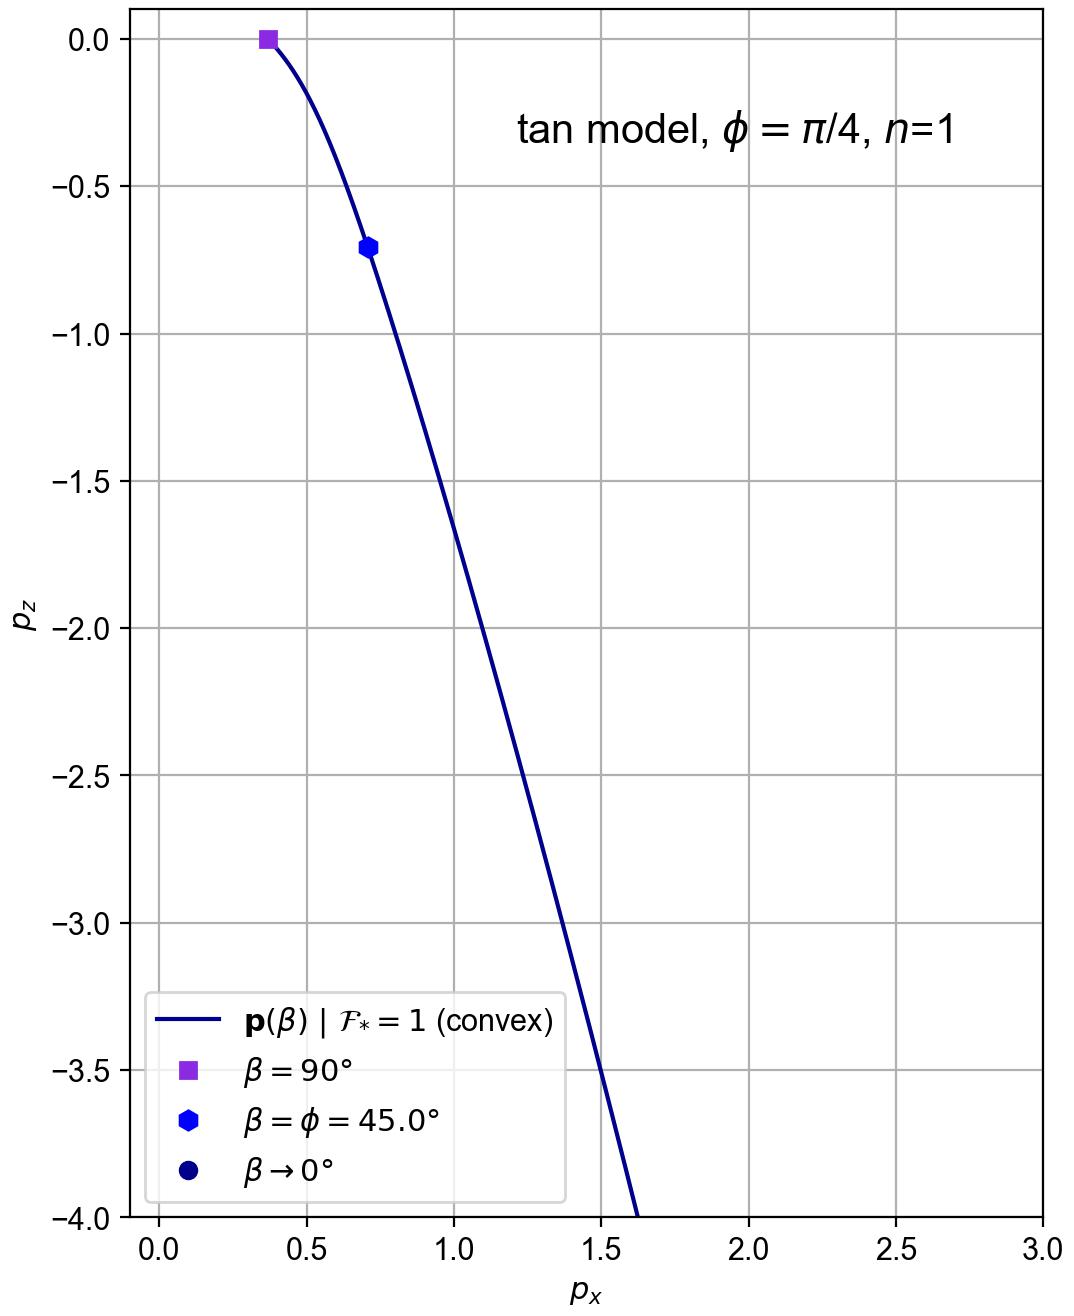 0.0
−0.5
−1.0
−1.5
−2.0
−2.5
−3.0
−3.5
−4.0
p_z
tan model, ϕ = π/4, n=1
𝐩(β) | ℱ_* = 1 (convex)
β = 90°
β = ϕ = 45.0°
β → 0°
0.0 0.5 1.0 1.5 2.0 2.5 3.0
p_x